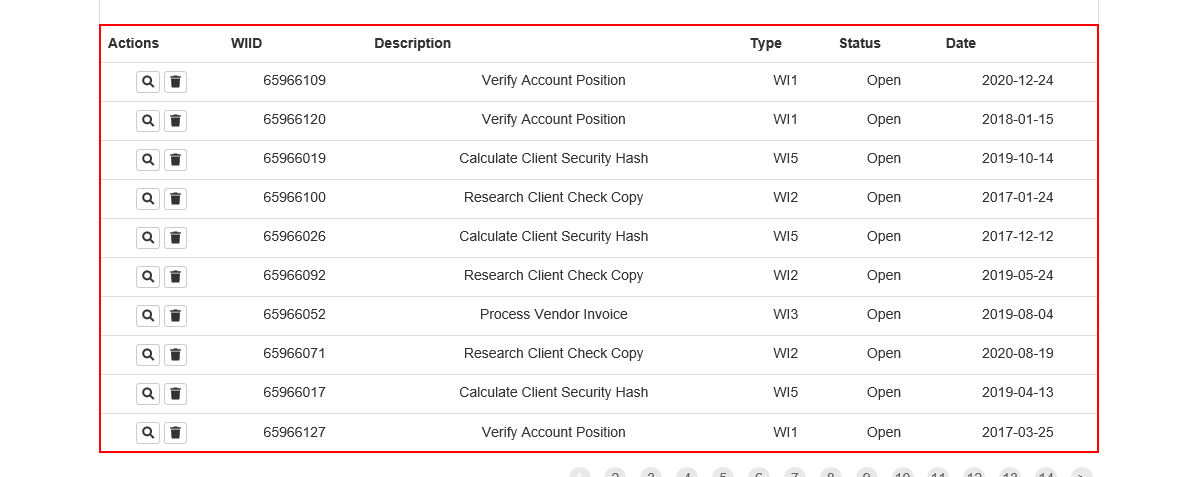 Actions WIID Description Type Status Date
65966109 Verify Account Position WI1 Open 2020-12-24
65966120 Verify Account Position WI1 Open 2018-01-15
65966019 Calculate Client Security Hash WI5 Open 2019-10-14
65966100 Research Client Check Copy WI2 Open 2017-01-24
65966026 Calculate Client Security Hash WI5 Open 2017-12-12
65966092 Research Client Check Copy WI2 Open 2019-05-24
65966052 Process Vendor Invoice WI3 Open 2019-08-04
65966071 Research Client Check Copy WI2 Open 2020-08-19
65966017 Calculate Client Security Hash WI5 Open 2019-04-13
65966127 Verify Account Position WI1 Open 2017-03-25
2 3 4 5 6 7 8 9 10 11 12 13 14 >